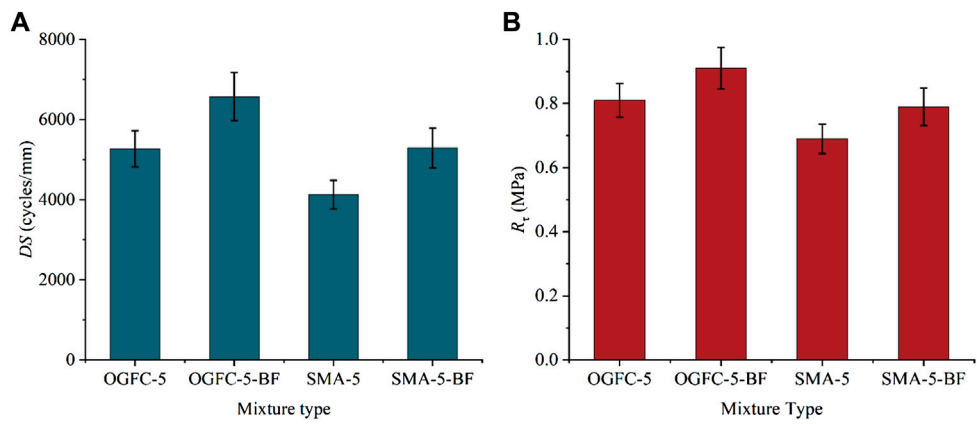 A
DS (cycles/mm)
8000
6000
4000
2000
0
OGFC-5 OGFC-5-BF SMA-5 SMA-5-BF
Mixture type
B
Rτ (MPa)
1.0
0.8
0.6
0.4
0.2
0.0
OGFC-5 OGFC-5-BF SMA-5 SMA-5-BF
Mixture Type